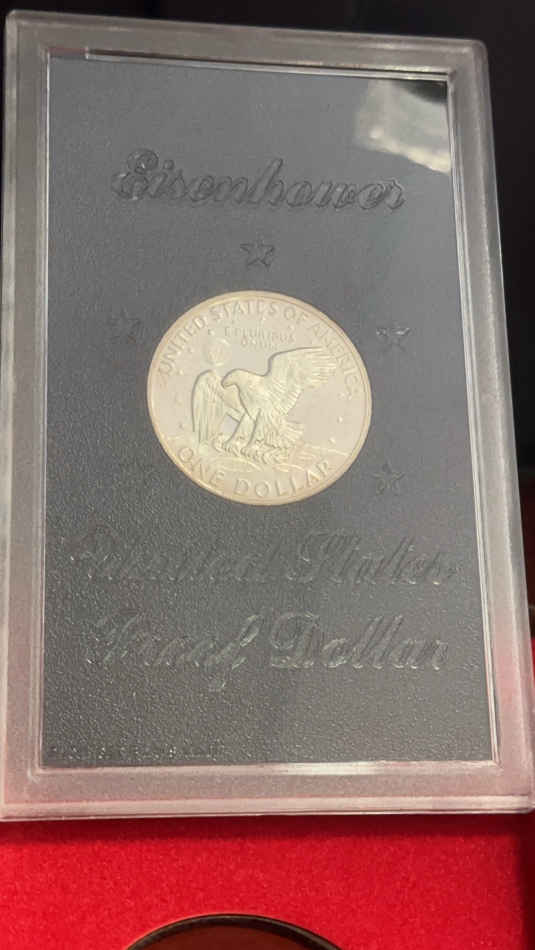 Eisenhower
UNITED STATES OF AMERICA
E PLURIBUS
UNUM
ONE DOLLAR
United States
Proof Dollar